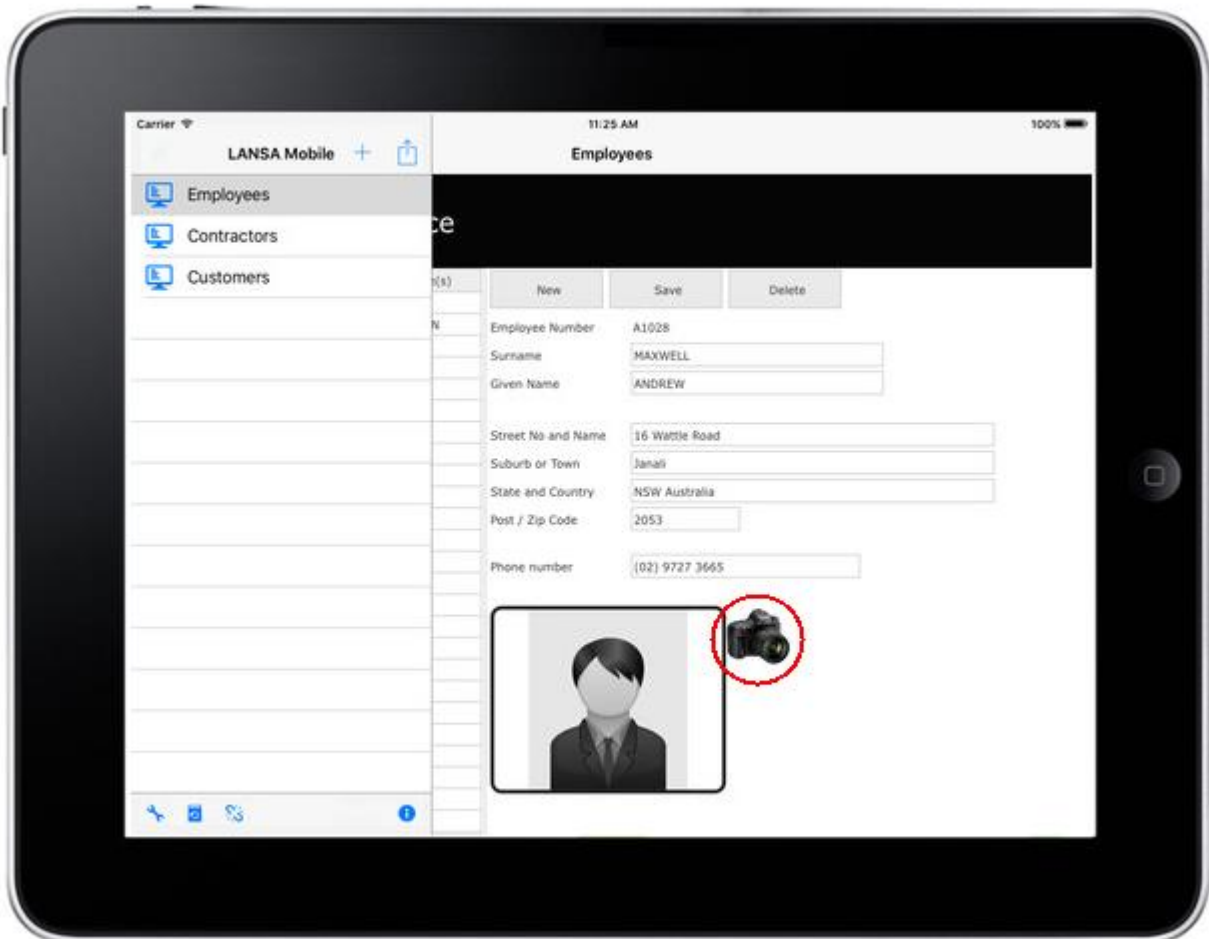 Carrier 11:25 AM 100%
LANSA Mobile + Employees
Employees
Contractors
Customers
ce
n(s)
New Save Delete
N
Employee Number A1028
Surname MAXWELL
Given Name ANDREW
Street No and Name 16 Wattle Road
Suburb or Town Janali
State and Country NSW Australia
Post / Zip Code 2053
Phone number (02) 9727 3665